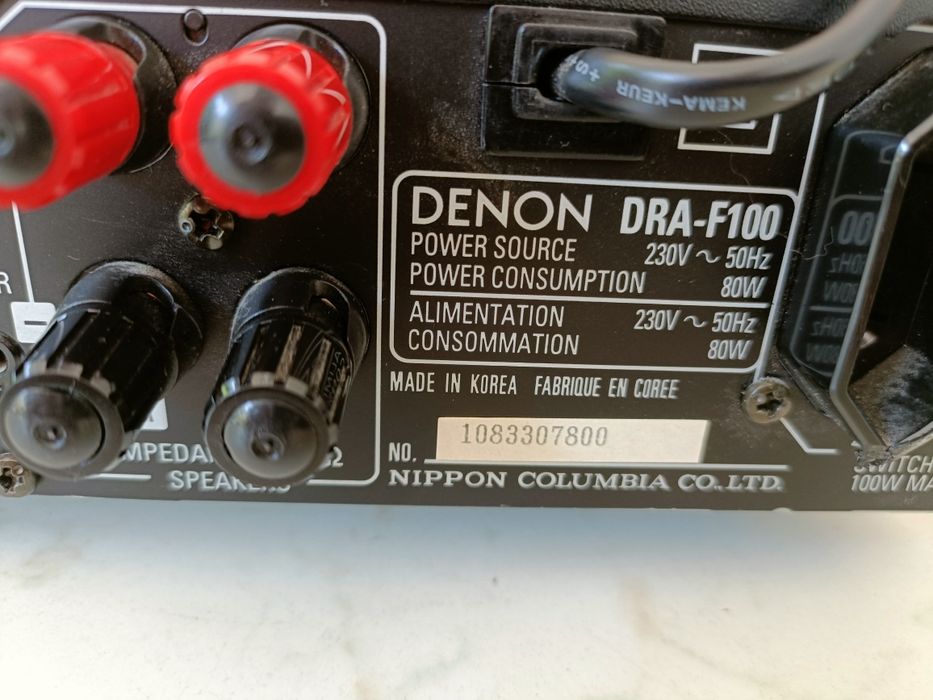 KEMA-KEUR
DENON DRA-F100
POWER SOURCE 230V ~ 50Hz
POWER CONSUMPTION 80W
ALIMENTATION 230V ~ 50Hz
CONSOMMATION 80W
MADE IN KOREA FABRIQUE EN COREE
NO. 1083307800
NIPPON COLUMBIA CO., LTD.
SPEAKERS
100W